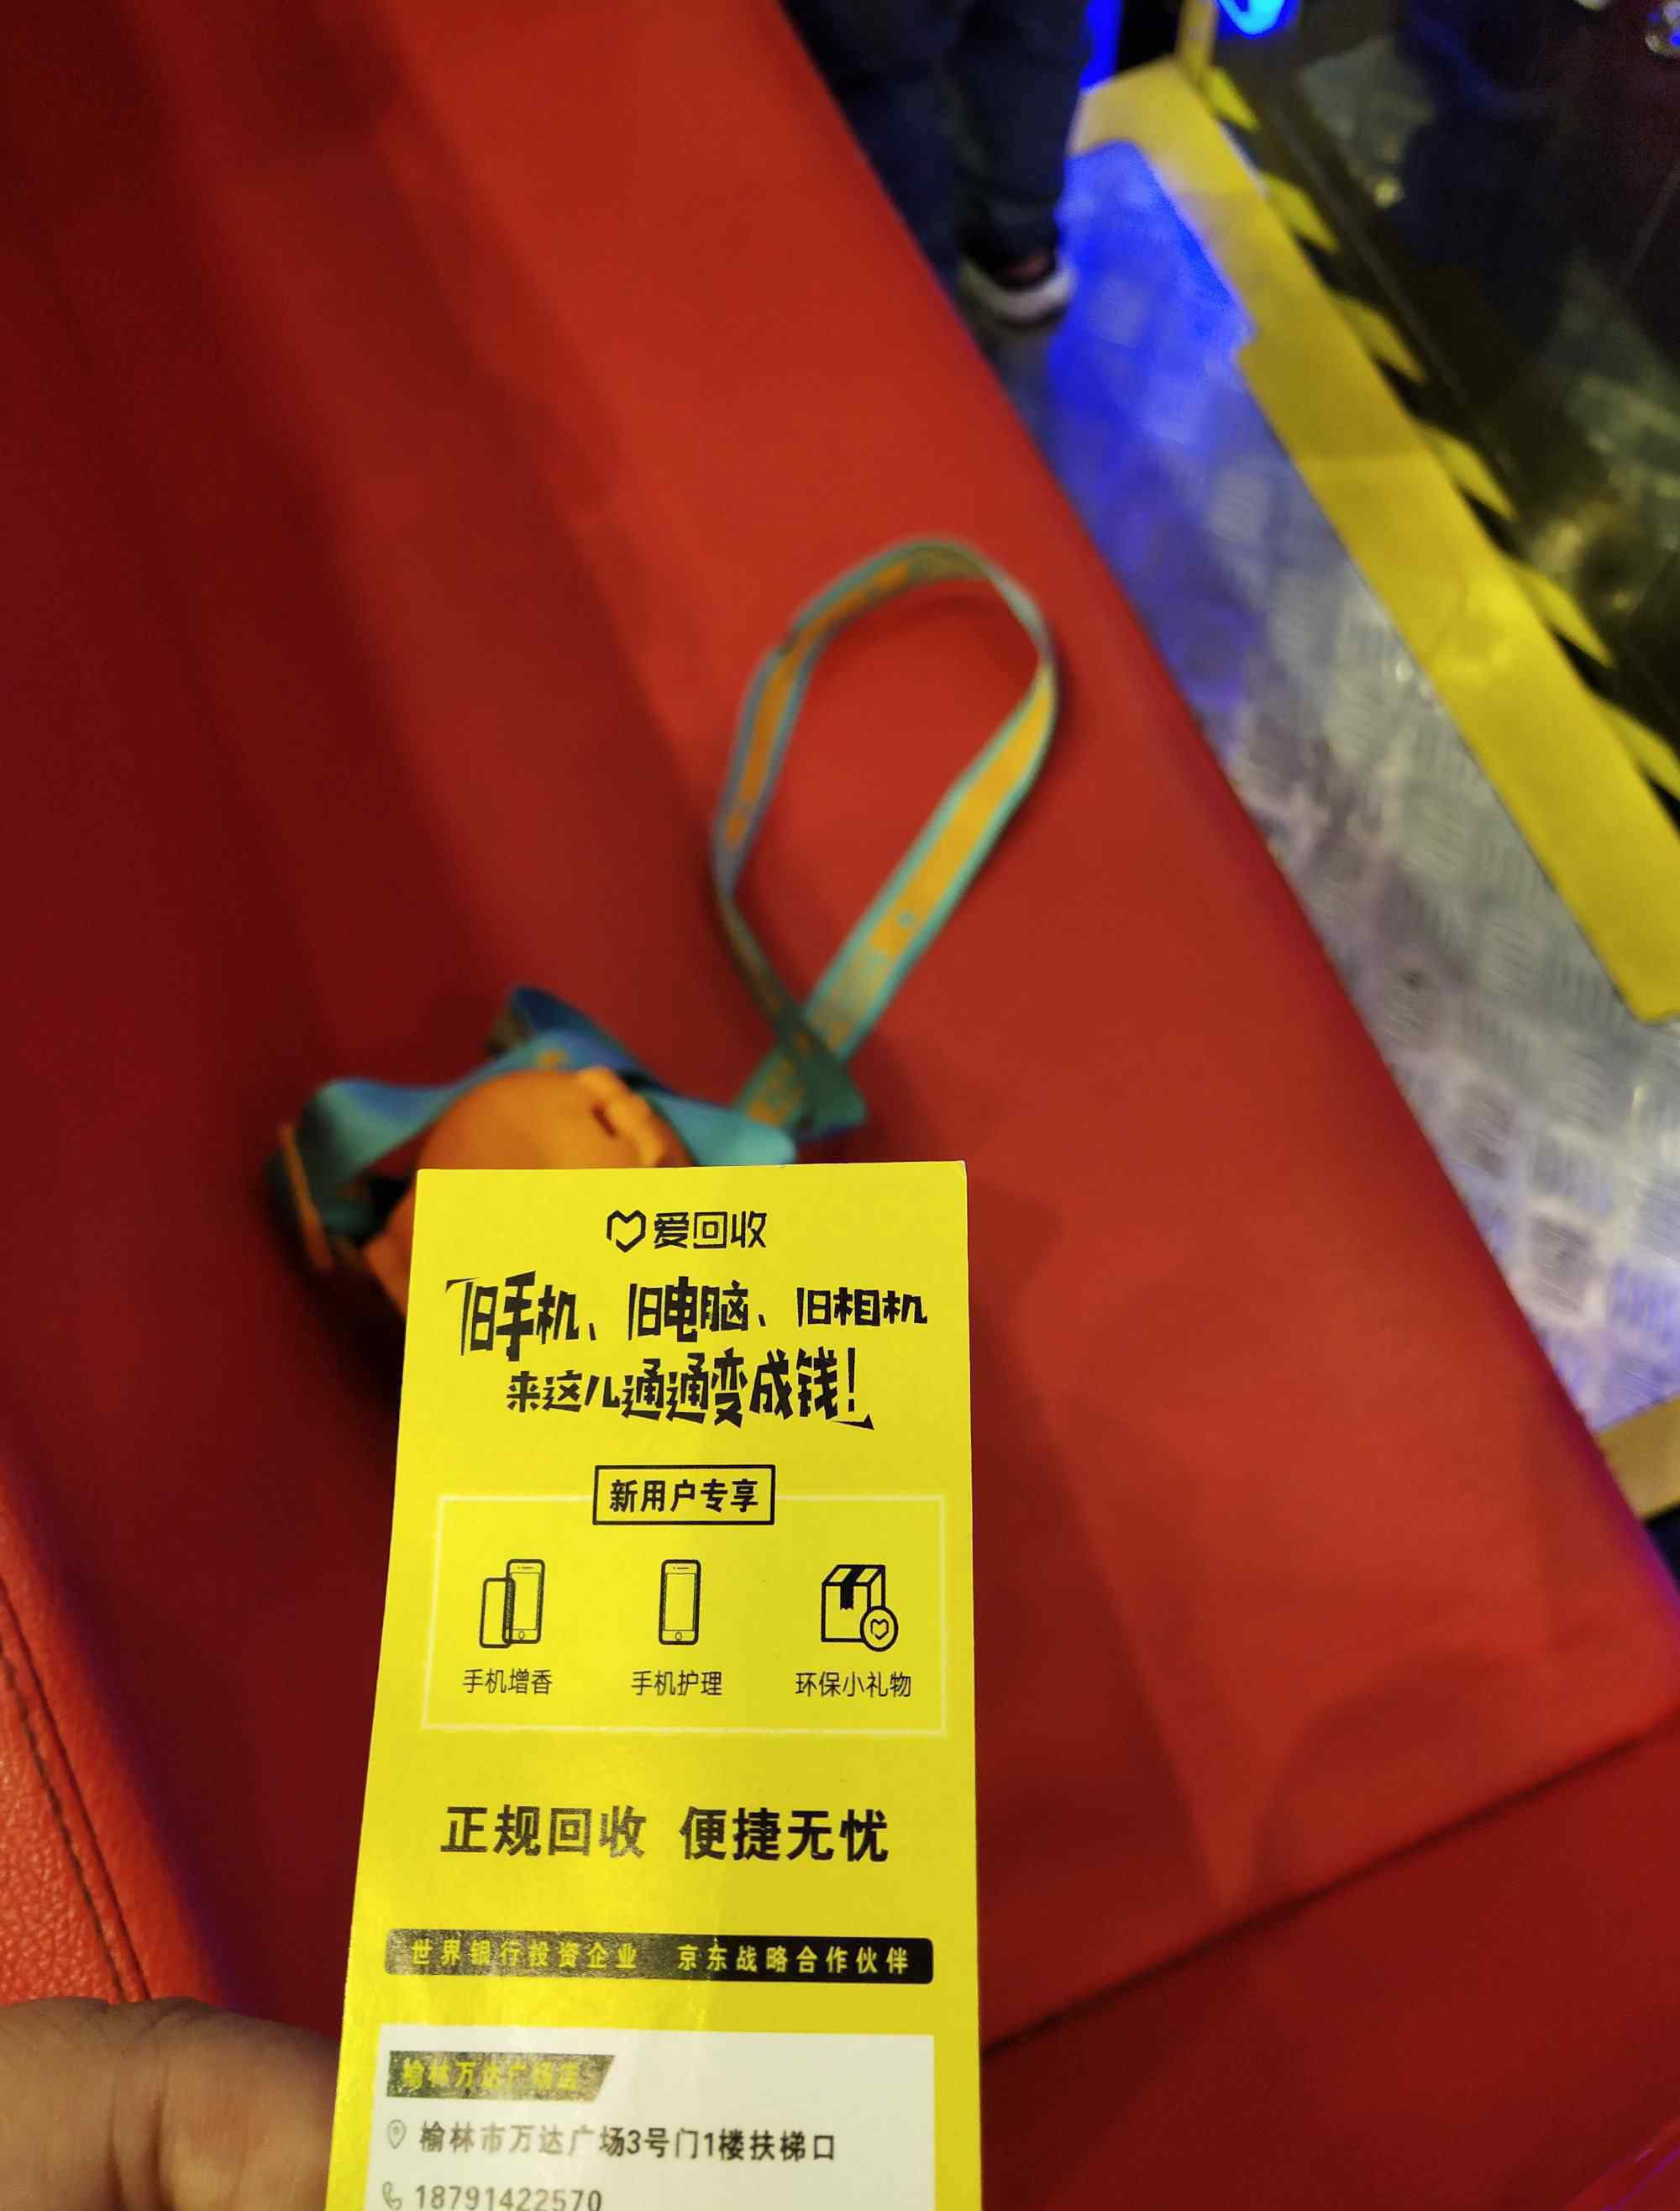 爱回收
旧手机、旧电脑、旧相机
来这儿通通变成钱!
新用户专享
手机增香 手机护理 环保小礼物
正规回收 便捷无忧
世界银行投资企业 京东战略合作伙伴
榆林万达广场店
榆林市万达广场3号门1楼扶梯口
18791422570